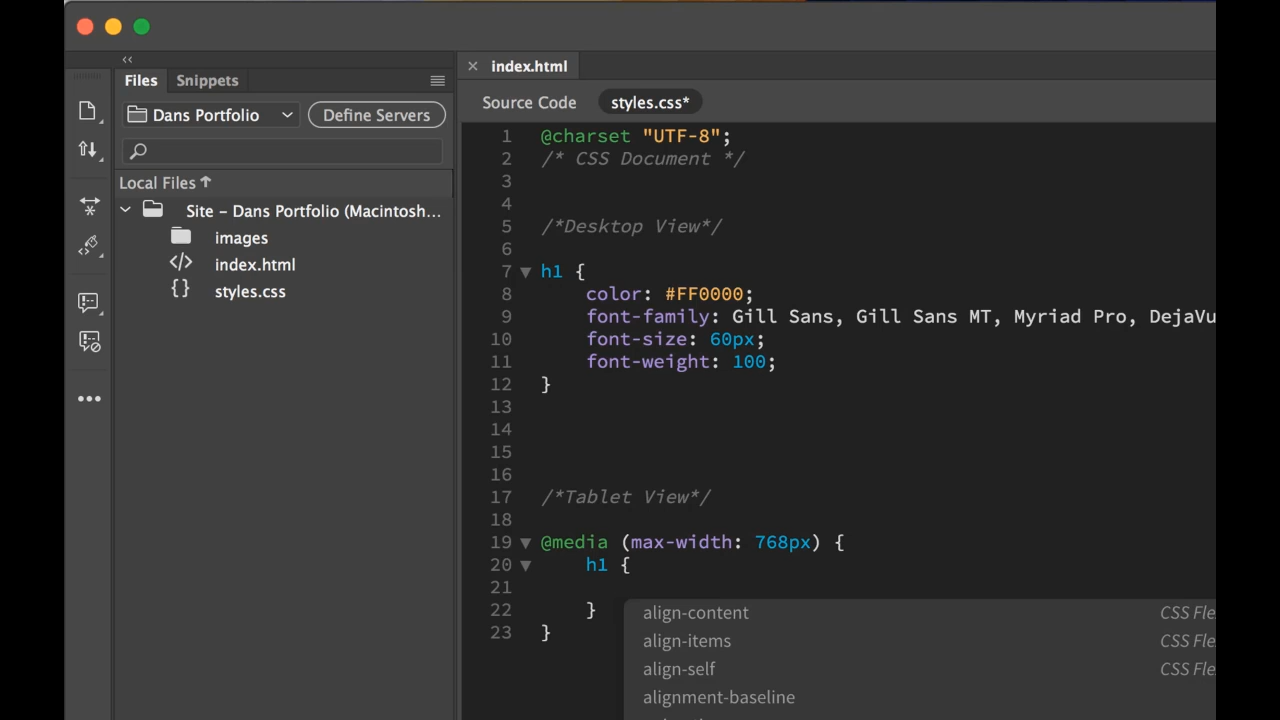 Files
Snippets
index.html
Dans Portfolio
Define Servers
Source Code
styles.css*
Local Files
Site – Dans Portfolio (Macintosh...
images
index.html
styles.css
1 @charset "UTF-8";
2 /* CSS Document */
3
4
5 /*Desktop View*/
6
7 h1 {
8 color: #FF0000;
9 font-family: Gill Sans, Gill Sans MT, Myriad Pro, DejaVu
10 font-size: 60px;
11 font-weight: 100;
12 }
13
14
15
16
17 /*Tablet View*/
18
19 @media (max-width: 768px) {
20 h1 {
21
22 }
23 }
align-content CSS Fle
align-items CSS Fle
align-self CSS Fle
alignment-baseline